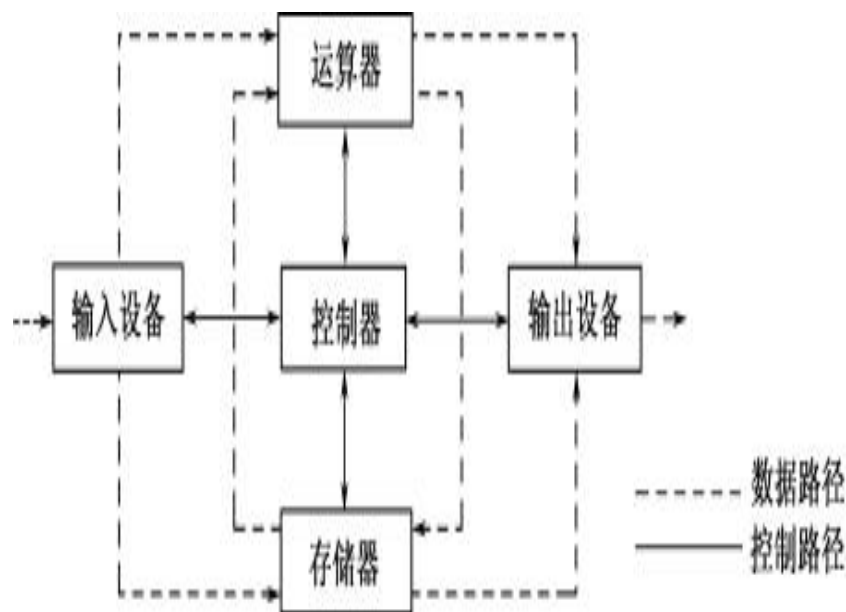 运算器
输入设备
控制器
输出设备
存储器
数据路径
控制路径